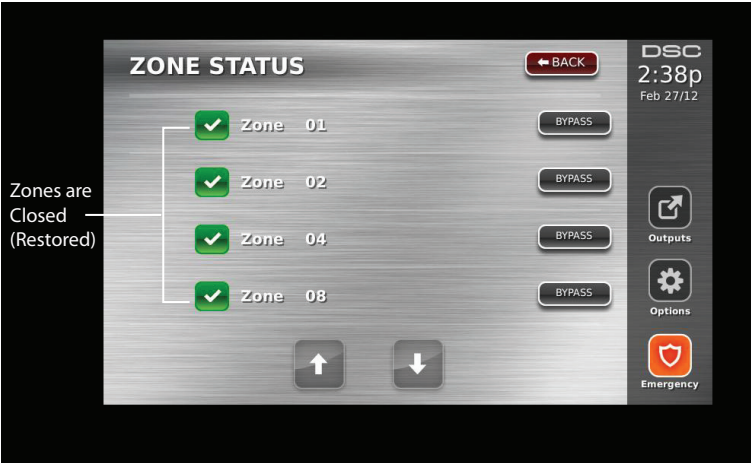 ZONE STATUS
BACK
DSC
2:38p
Feb 27/12
Zone 01
BYPASS
Zone 02
BYPASS
Zones are
Closed
(Restored)
Zone 04
BYPASS
Outputs
Zone 08
BYPASS
Options
Emergency